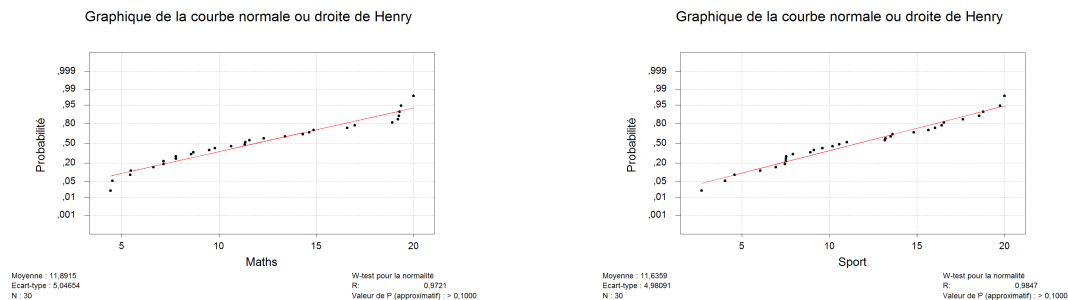 Graphique de la courbe normale ou droite de Henry
,999
,99
,95
,80
,50
,20
,05
,01
,001
Probabilité
5 10 15 20
Maths
Moyenne : 11,8915
Ecart-type : 5,04654
N : 30
W-test pour la normalité
R: 0,9721
Valeur de P (approximatif) : > 0,1000
Graphique de la courbe normale ou droite de Henry
,999
,99
,95
,80
,50
,20
,05
,01
,001
Probabilité
5 10 15 20
Sport
Moyenne : 11,6359
Ecart-type : 4,98091
N : 30
W-test pour la normalité
R: 0,9847
Valeur de P (approximatif) : > 0,1000